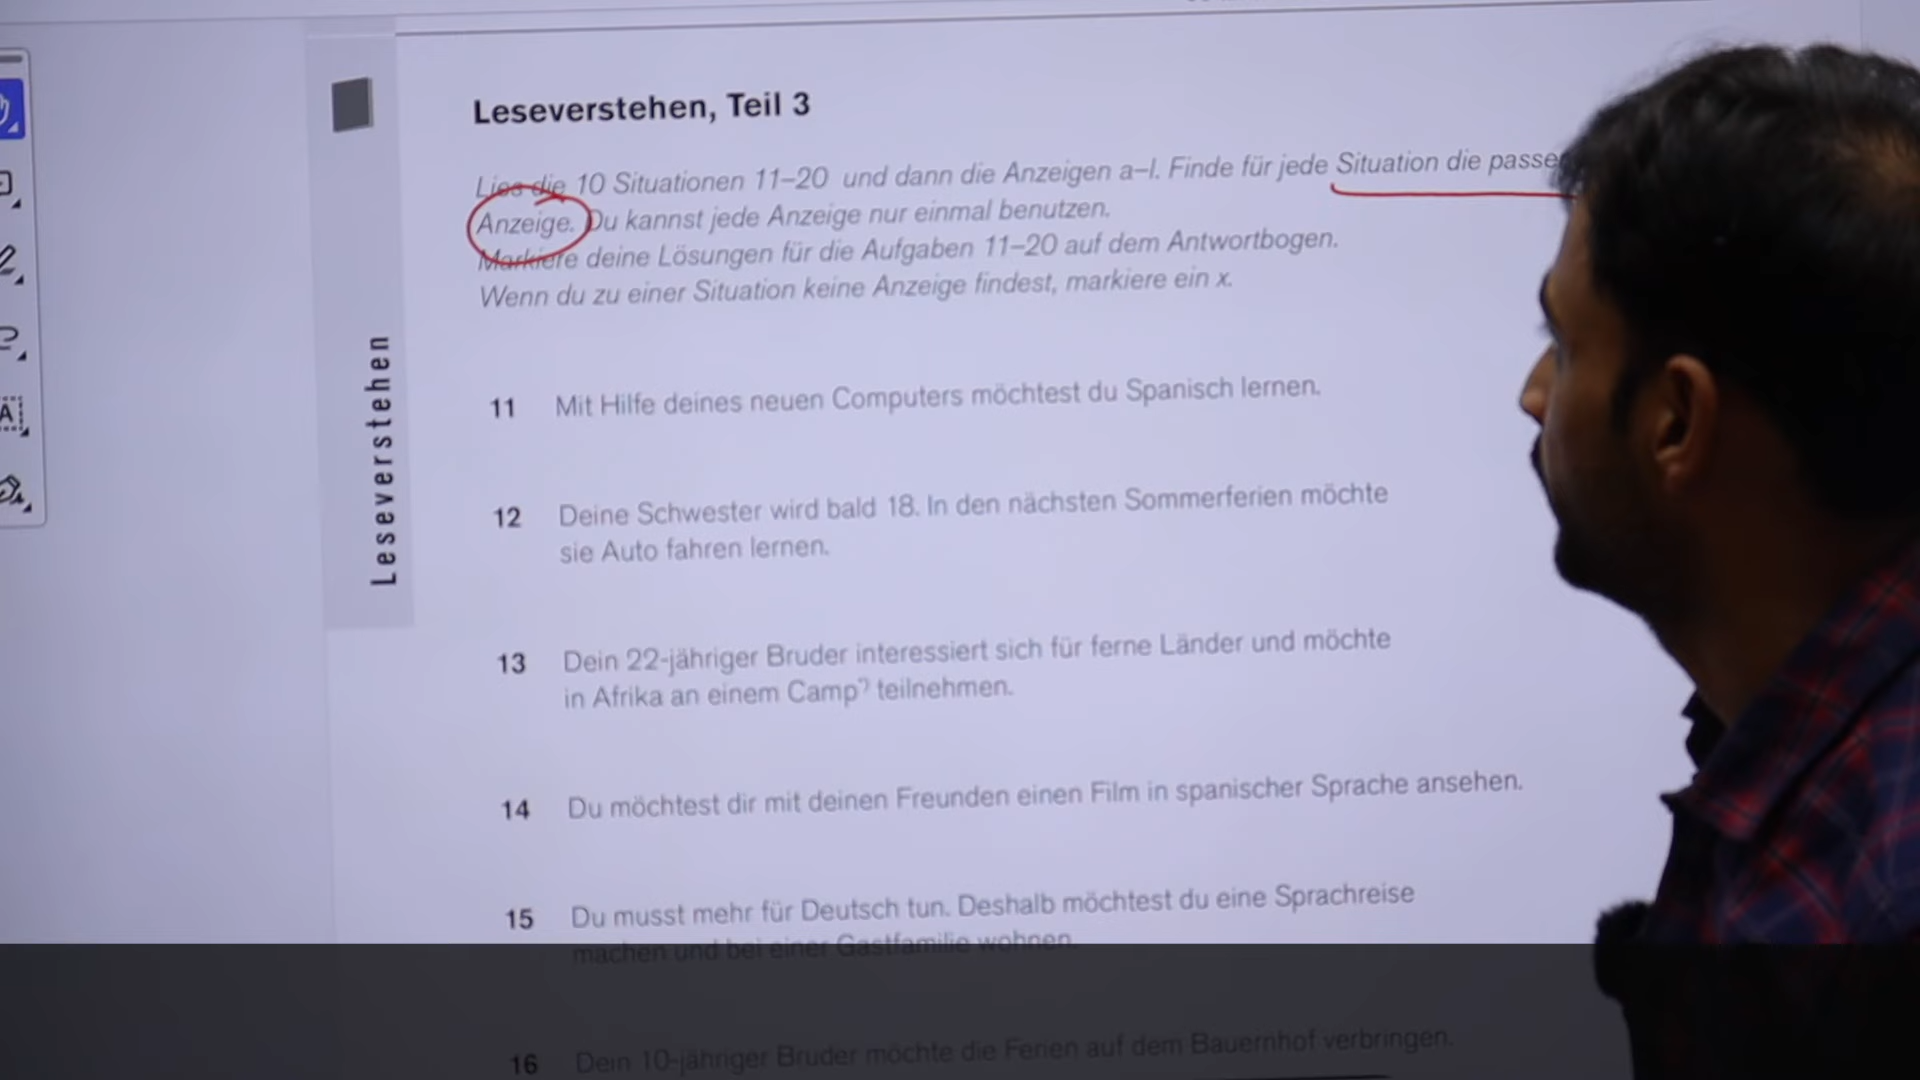 Leseverstehen, Teil 3
Lies die 10 Situationen 11–20 und dann die Anzeigen a–l. Finde für jede Situation die passe
Anzeige. Du kannst jede Anzeige nur einmal benutzen.
Markiere deine Lösungen für die Aufgaben 11–20 auf dem Antwortbogen.
Wenn du zu einer Situation keine Anzeige findest, markiere ein x.
Leseverstehen
11 Mit Hilfe deines neuen Computers möchtest du Spanisch lernen.
12 Deine Schwester wird bald 18. In den nächsten Sommerferien möchte
sie Auto fahren lernen.
13 Dein 22-jähriger Bruder interessiert sich für ferne Länder und möchte
in Afrika an einem Camp teilnehmen.
14 Du möchtest dir mit deinen Freunden einen Film in spanischer Sprache ansehen.
15 Du musst mehr für Deutsch tun. Deshalb möchtest du eine Sprachreise
machen und bei einer Gastfamilie wohnen.
16 Dein 10-jähriger Bruder möchte die Ferien auf dem Bauernhof verbringen.